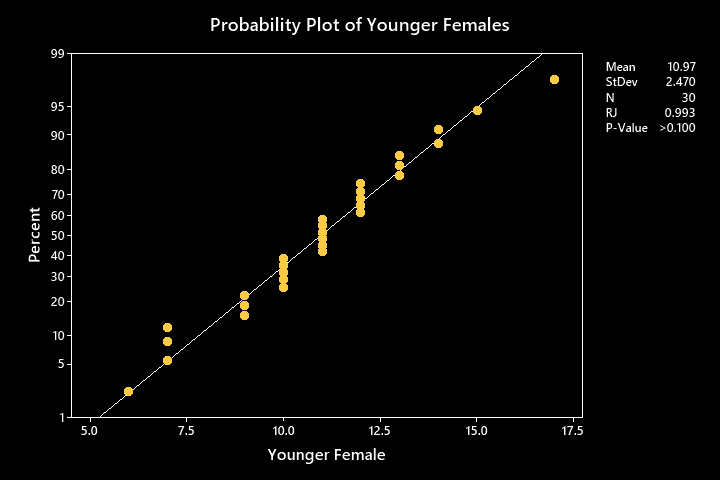 Probability Plot of Younger Females
99
95
90
80
70
60
50
40
30
20
10
5
1
Percent
5.0 7.5 10.0 12.5 15.0 17.5
Younger Female
Mean 10.97
StDev 2.470
N 30
RJ 0.993
P-Value >0.100